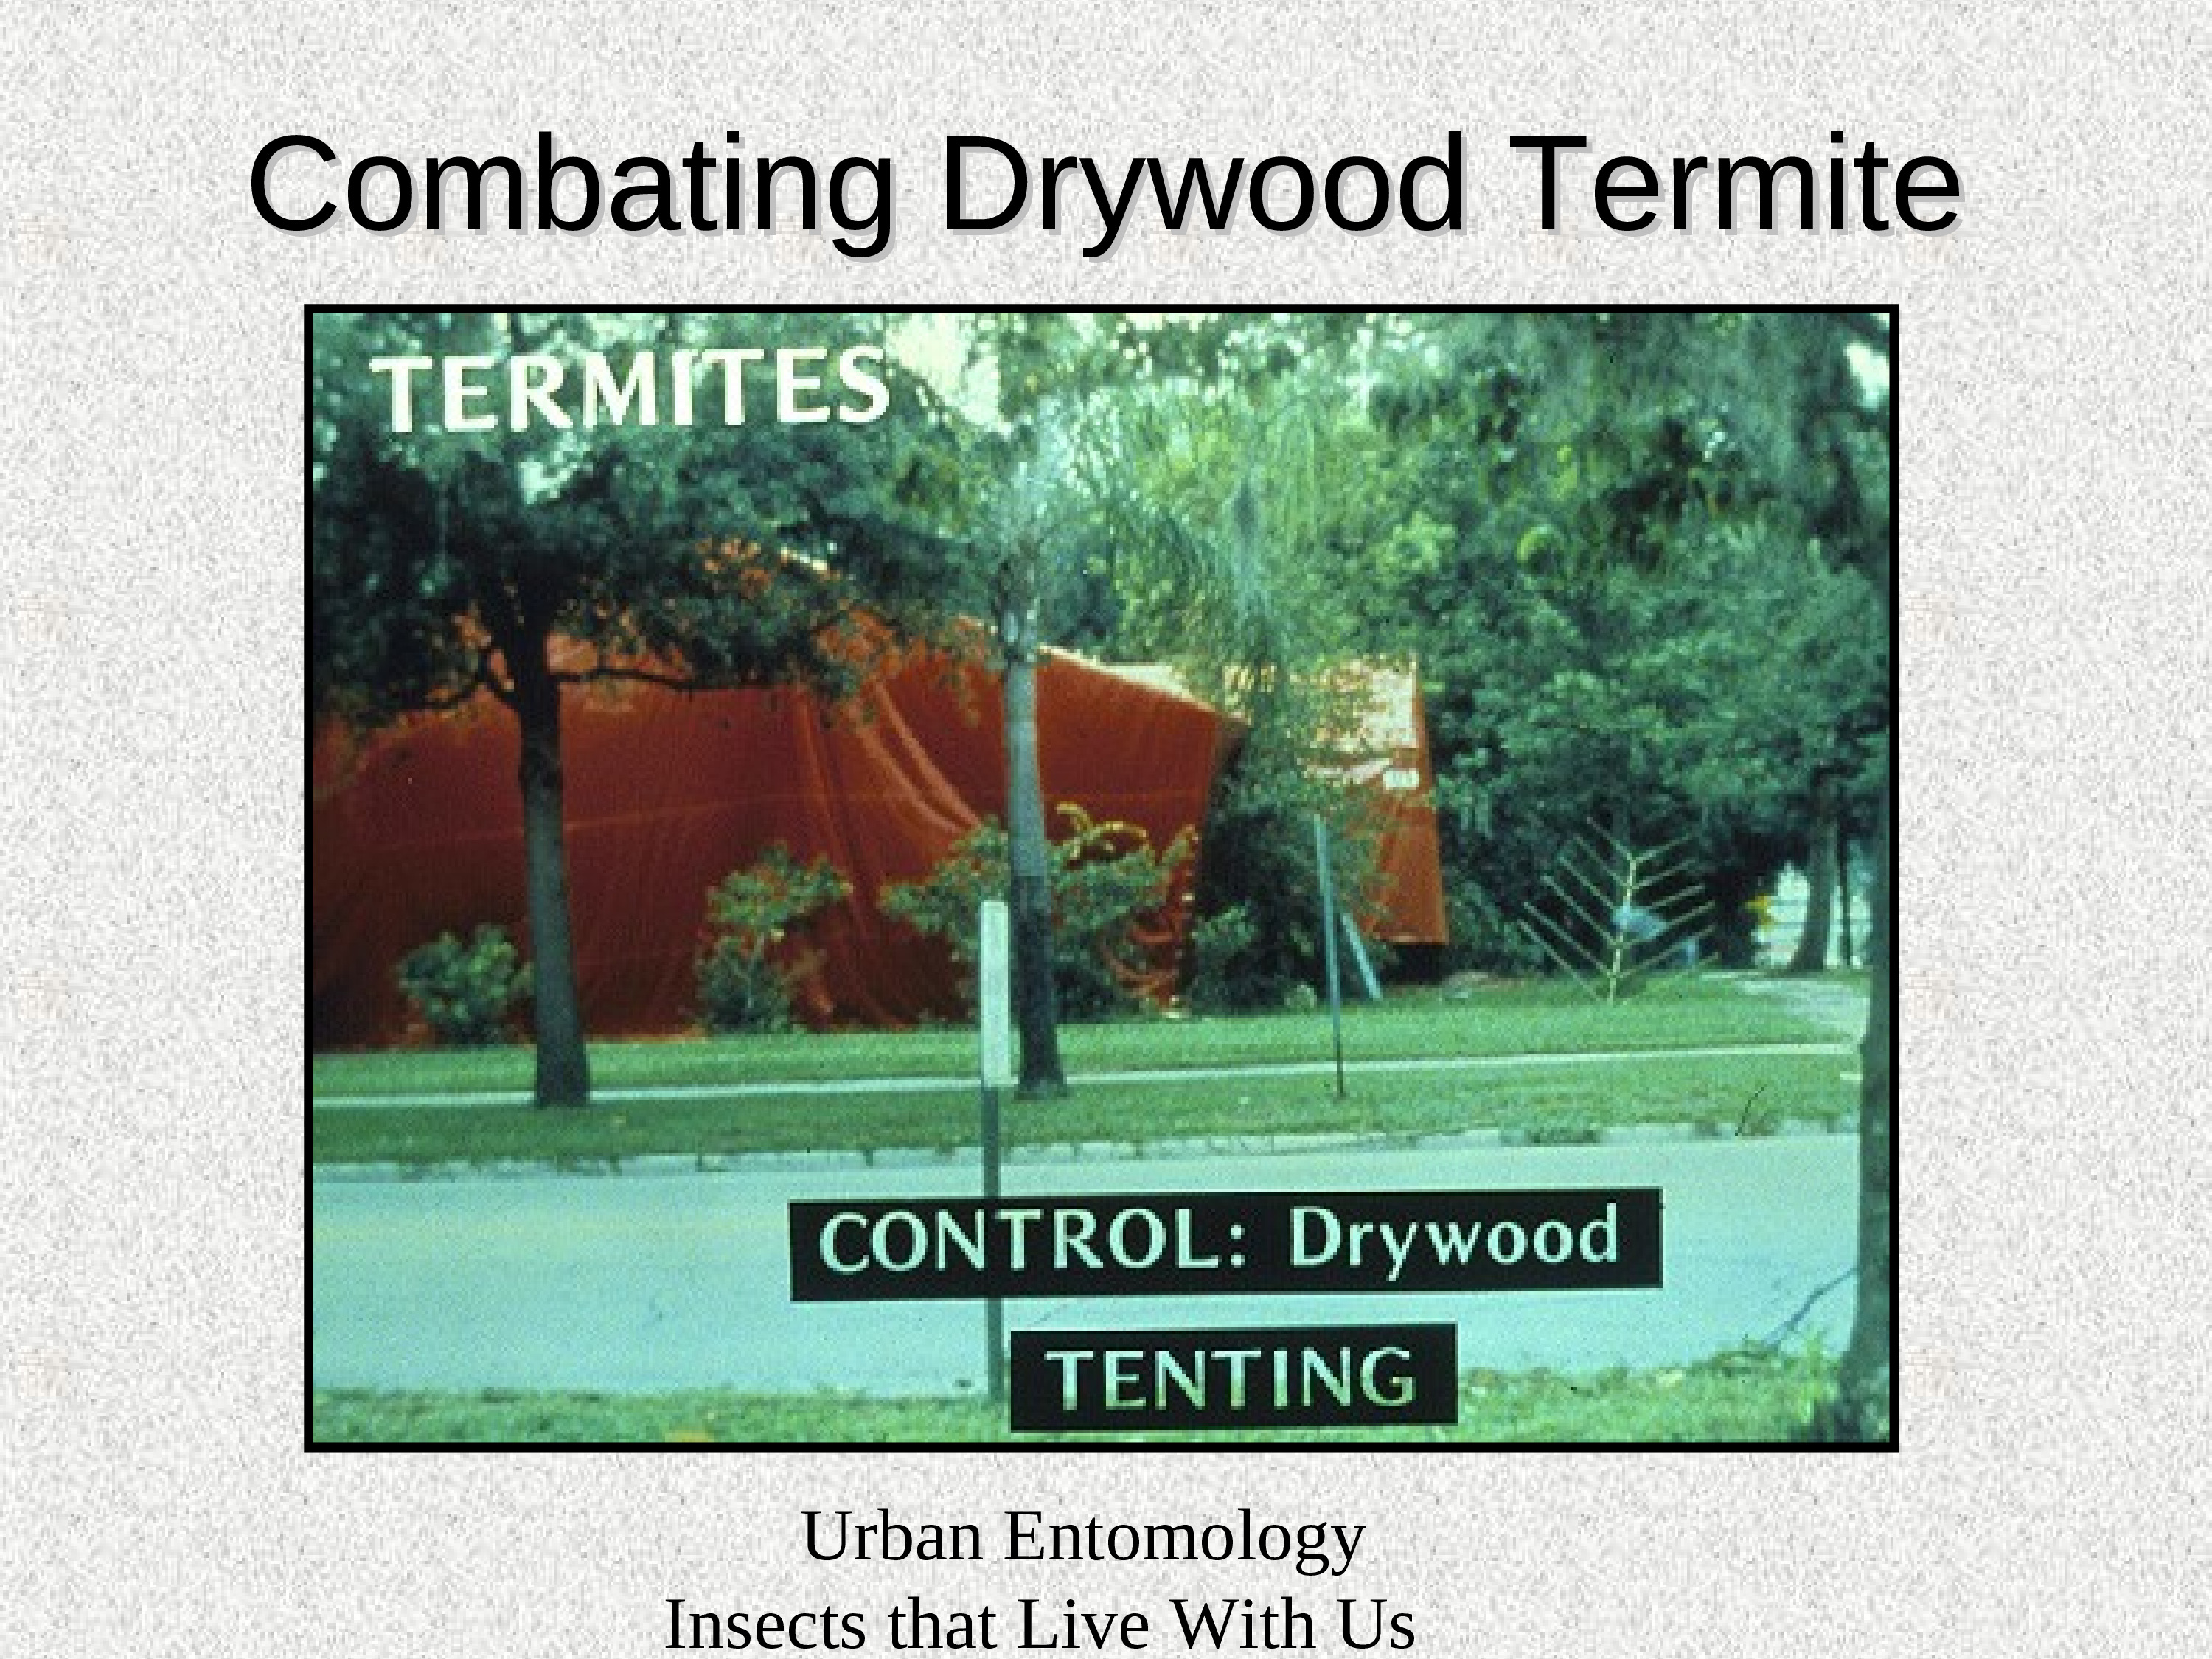 Combating Drywood Termite
TERMITES
CONTROL: Drywood
TENTING
Urban Entomology
Insects that Live With Us